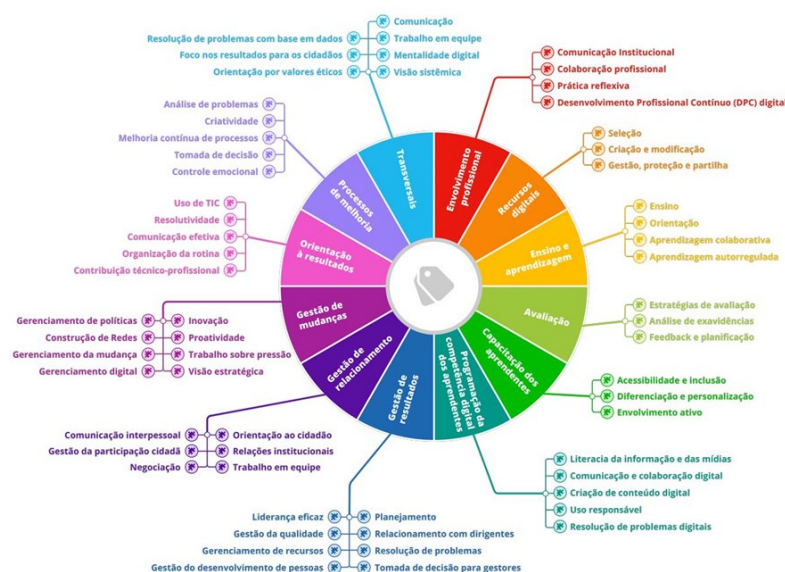 Comunicação
Trabalho em equipe
Mentalidade digital
Visão sistêmica
Resolução de problemas com base em dados
Foco nos resultados para os cidadãos
Orientação por valores éticos
Transversais
Comunicação Institucional
Colaboração profissional
Prática reflexiva
Desenvolvimento Profissional Contínuo (DPC) digital
Envolvimento
profissional
Seleção
Criação e modificação
Gestão, proteção e partilha
Recursos
digitais
Ensino
Orientação
Aprendizagem colaborativa
Aprendizagem autorregulada
Ensino e
aprendizagem
Estratégias de avaliação
Análise de exavidências
Feedback e planificação
Avaliação
Acessibilidade e inclusão
Diferenciação e personalização
Envolvimento ativo
Capacitação dos
aprendentes
Literacia da informação e das mídias
Comunicação e colaboração digital
Criação de conteúdo digital
Uso responsável
Resolução de problemas digitais
Programação da
competência digital
dos aprendentes
Planejamento
Relacionamento com dirigentes
Resolução de problemas
Tomada de decisão para gestores
Liderança eficaz
Gestão da qualidade
Gerenciamento de recursos
Gestão do desenvolvimento de pessoas
Gestão de
resultados
Comunicação interpessoal
Gestão da participação cidadã
Negociação
Orientação ao cidadão
Relações institucionais
Trabalho em equipe
Gestão de
relacionamento
Gerenciamento de políticas
Construção de Redes
Gerenciamento da mudança
Gerenciamento digital
Inovação
Proatividade
Trabalho sobre pressão
Visão estratégica
Gestão de
mudanças
Uso de TIC
Resolutividade
Comunicação efetiva
Organização da rotina
Contribuição técnico-profissional
Orientação
à resultados
Análise de problemas
Criatividade
Melhoria contínua de processos
Tomada de decisão
Controle emocional
Processos
de melhoria